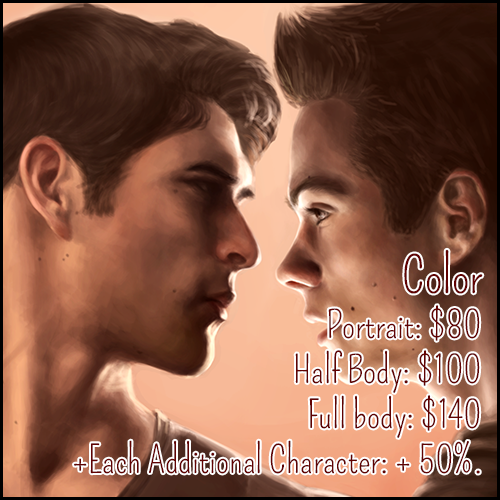 Color
Portrait: $80
Half Body: $100
Full body: $140
+Each Additional Character: + 50%.